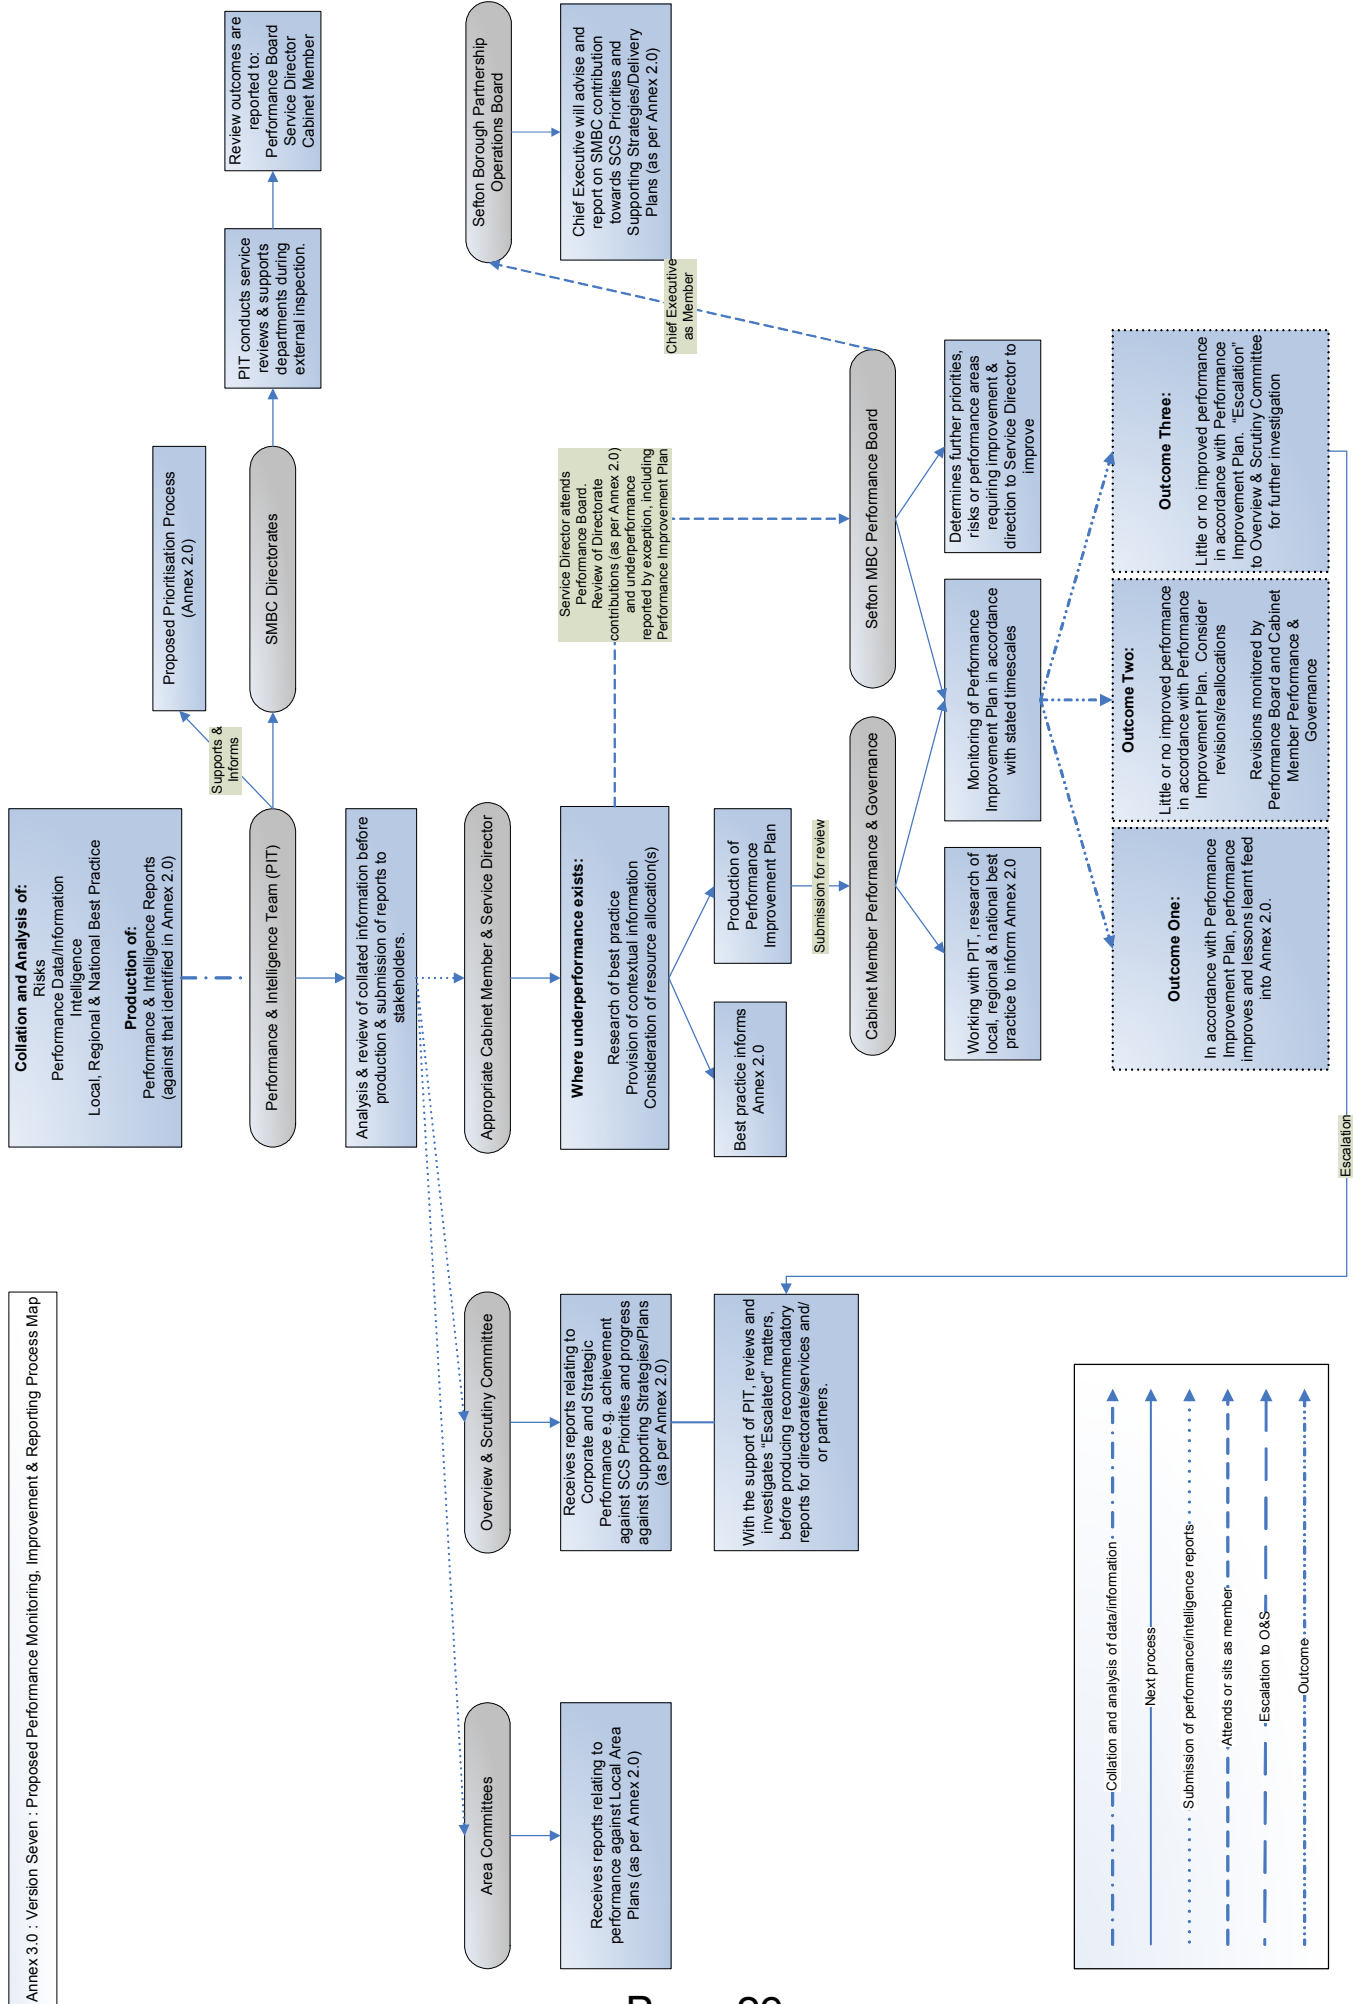 Annex 3.0 : Version Seven : Proposed Performance Monitoring, Improvement & Reporting Process Map
Collation and Analysis of:
Risks
Performance Data/Information
Intelligence
Local, Regional & National Best Practice
Production of:
Performance & Intelligence Reports
(against that identified in Annex 2.0)
Performance & Intelligence Team (PIT)
Supports &
Informs
Proposed Prioritisation Process
(Annex 2.0)
SMBC Directorates
PIT conducts service
reviews & supports
departments during
external inspection.
Review outcomes are
reported to:
Performance Board
Service Director
Cabinet Member
Analysis & review of collated information before
production & submission of reports to
stakeholders.
Area Committees
Receives reports relating to
performance against Local Area
Plans (as per Annex 2.0)
Overview & Scrutiny Committee
Receives reports relating to
Corporate and Strategic
Performance e.g. achievement
against SCS Priorities and progress
against Supporting Strategies/Plans
(as per Annex 2.0)
With the support of PIT, reviews and
investigates “Escalated” matters,
before producing recommendatory
reports for directorate/services and/
or partners.
Appropriate Cabinet Member & Service Director
Where underperformance exists:
Research of best practice
Provision of contextual information
Consideration of resource allocation(s)
Best practice informs
Annex 2.0
Production of
Performance
Improvement Plan
Submission for review
Service Director attends
Performance Board.
Review of Directorate
contributions (as per Annex 2.0)
and underperformance
reported by exception, including
Performance Improvement Plan
Sefton Borough Partnership
Operations Board
Chief Executive will advise and
report on SMBC contribution
towards SCS Priorities and
Supporting Strategies/Delivery
Plans (as per Annex 2.0)
Chief Executive
as Member
Cabinet Member Performance & Governance
Sefton MBC Performance Board
Working with PIT, research of
local, regional & national best
practice to inform Annex 2.0
Monitoring of Performance
Improvement Plan in accordance
with stated timescales
Determines further priorities,
risks or performance areas
requiring improvement &
direction to Service Director to
improve
Outcome One:
In accordance with Performance
Improvement Plan, performance
improves and lessons learnt feed
into Annex 2.0.
Outcome Two:
Little or no improved performance
in accordance with Performance
Improvement Plan. Consider
revisions/reallocations
Revisions monitored by
Performance Board and Cabinet
Member Performance &
Governance
Outcome Three:
Little or no improved performance
in accordance with Performance
Improvement Plan. “Escalation”
to Overview & Scrutiny Committee
for further investigation
Escalation
Collation and analysis of data/information
Next process
Submission of performance/intelligence reports
Attends or sits as member
Escalation to O&S
Outcome